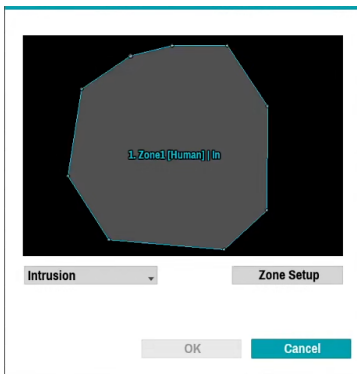 1. Zone1 [Human] | In
Intrusion
Zone Setup
OK
Cancel